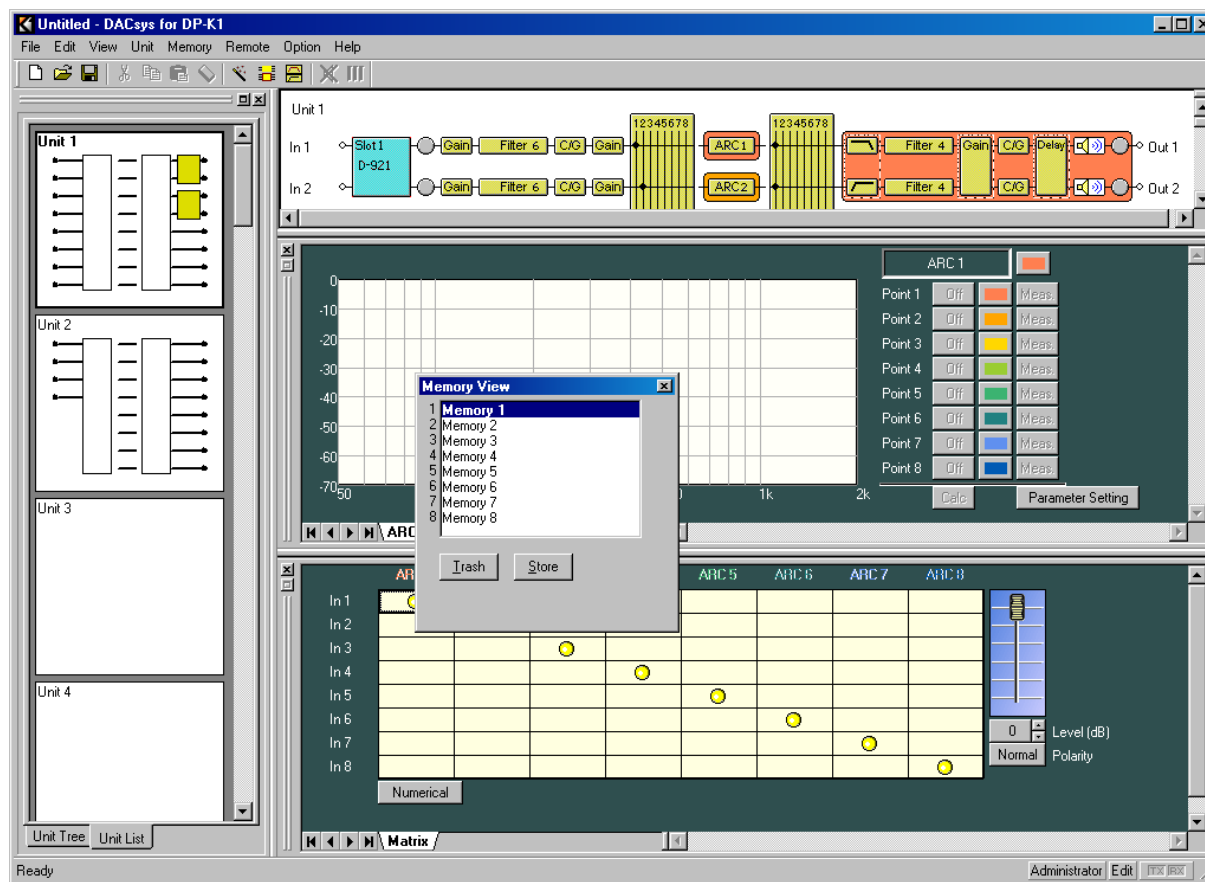 Untitled - DACsys for DP-K1
File Edit View Unit Memory Remote Option Help
Unit 1
Unit 2
Unit 3
Unit 4
Unit Tree Unit List
Unit 1
12345678 12345678
In 1 Slot1 Gain Filter 6 C/G Gain ARC1 Filter 4 Gain C/G Delay Out 1
D-921
In 2 Gain Filter 6 C/G Gain ARC2 Filter 4 C/G Out 2
0
-10
-20
-30
-40
-50
-60
-70
50 1k 2k
ARC 1
Point 1 Off Meas.
Point 2 Off Meas.
Point 3 Off Meas.
Point 4 Off Meas.
Point 5 Off Meas.
Point 6 Off Meas.
Point 7 Off Meas.
Point 8 Off Meas.
Calc Parameter Setting
ARC
Memory View
1 Memory 1
2 Memory 2
3 Memory 3
4 Memory 4
5 Memory 5
6 Memory 6
7 Memory 7
8 Memory 8
Trash Store
ARC 5 ARC 6 ARC 7 ARC 8
In 1
In 2
In 3
In 4
In 5
In 6
In 7
In 8
0 Level (dB)
Normal Polarity
Numerical
Matrix
Ready Administrator Edit TX RX